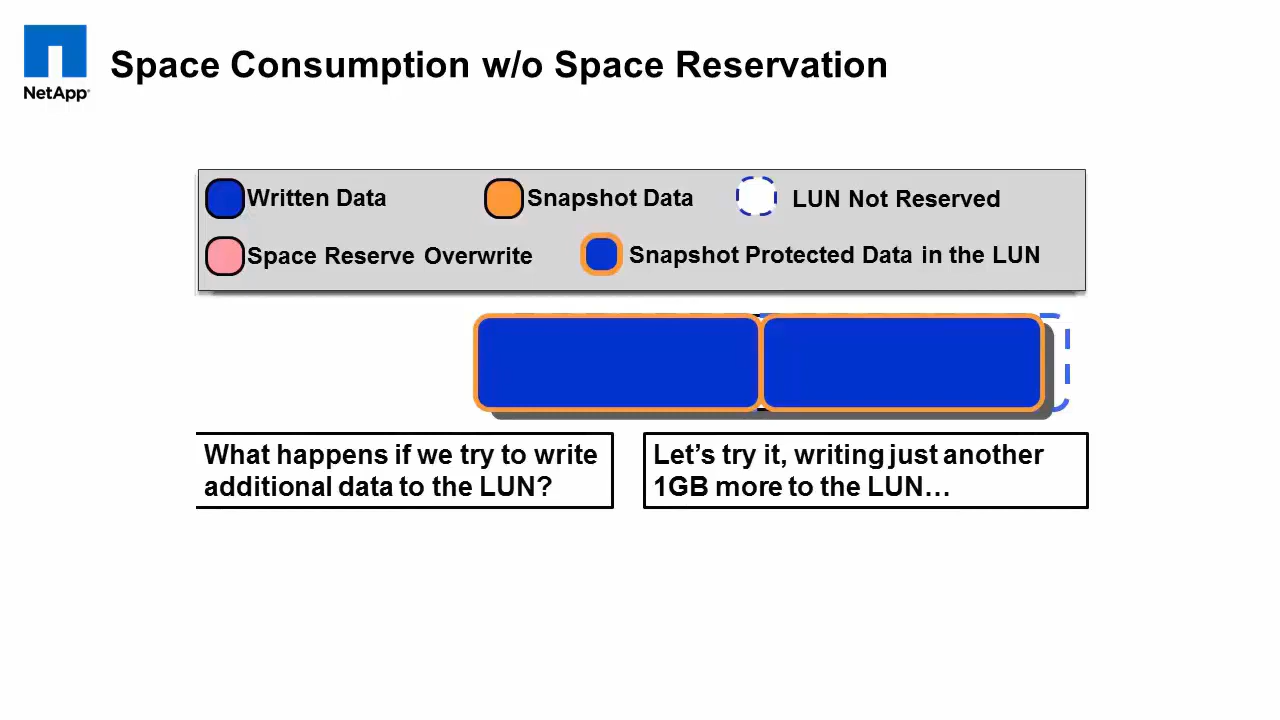 NetApp
Space Consumption w/o Space Reservation
Written Data
Snapshot Data
LUN Not Reserved
Space Reserve Overwrite
Snapshot Protected Data in the LUN
What happens if we try to write
additional data to the LUN?
Let's try it, writing just another
1GB more to the LUN…